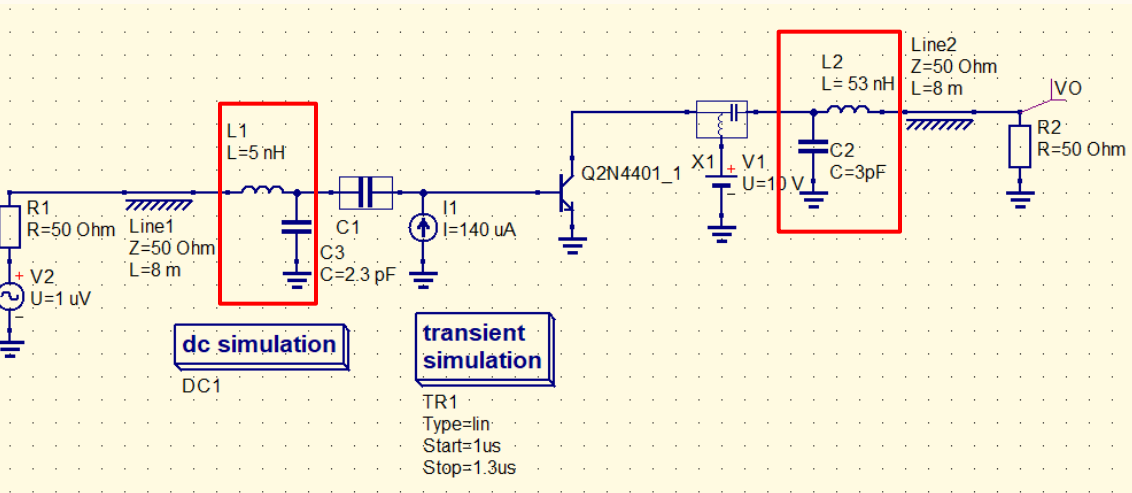 L1
L=5 nH
R1
R=50 Ohm
+
V2
U=1 uV
−
Line1
Z=50 Ohm
L=8 m
C3
C=2.3 pF
C1
I1
I=140 uA
Q2N4401_1
X1
+
V1
U=10 V
−
L2
L= 53 nH
C2
C=3pF
Line2
Z=50 Ohm
L=8 m
VO
R2
R=50 Ohm
dc simulation
DC1
transient
simulation
TR1
Type=lin
Start=1us
Stop=1.3us